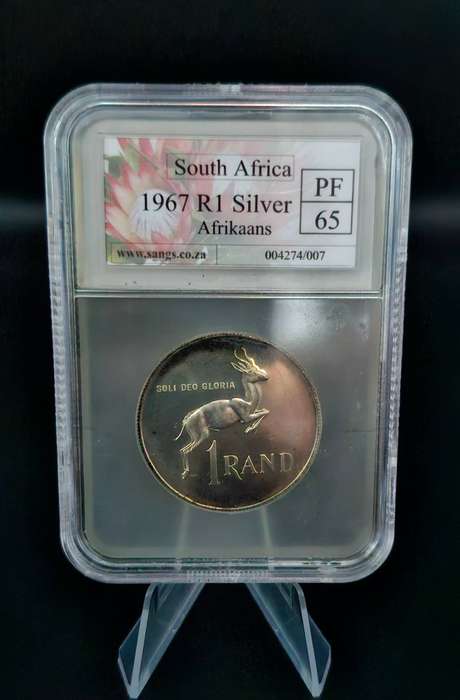 South Africa
1967 R1 Silver
Afrikaans
PF
65
www.sangs.co.za
004274/007
SOLI DEO GLORIA
1 RAND